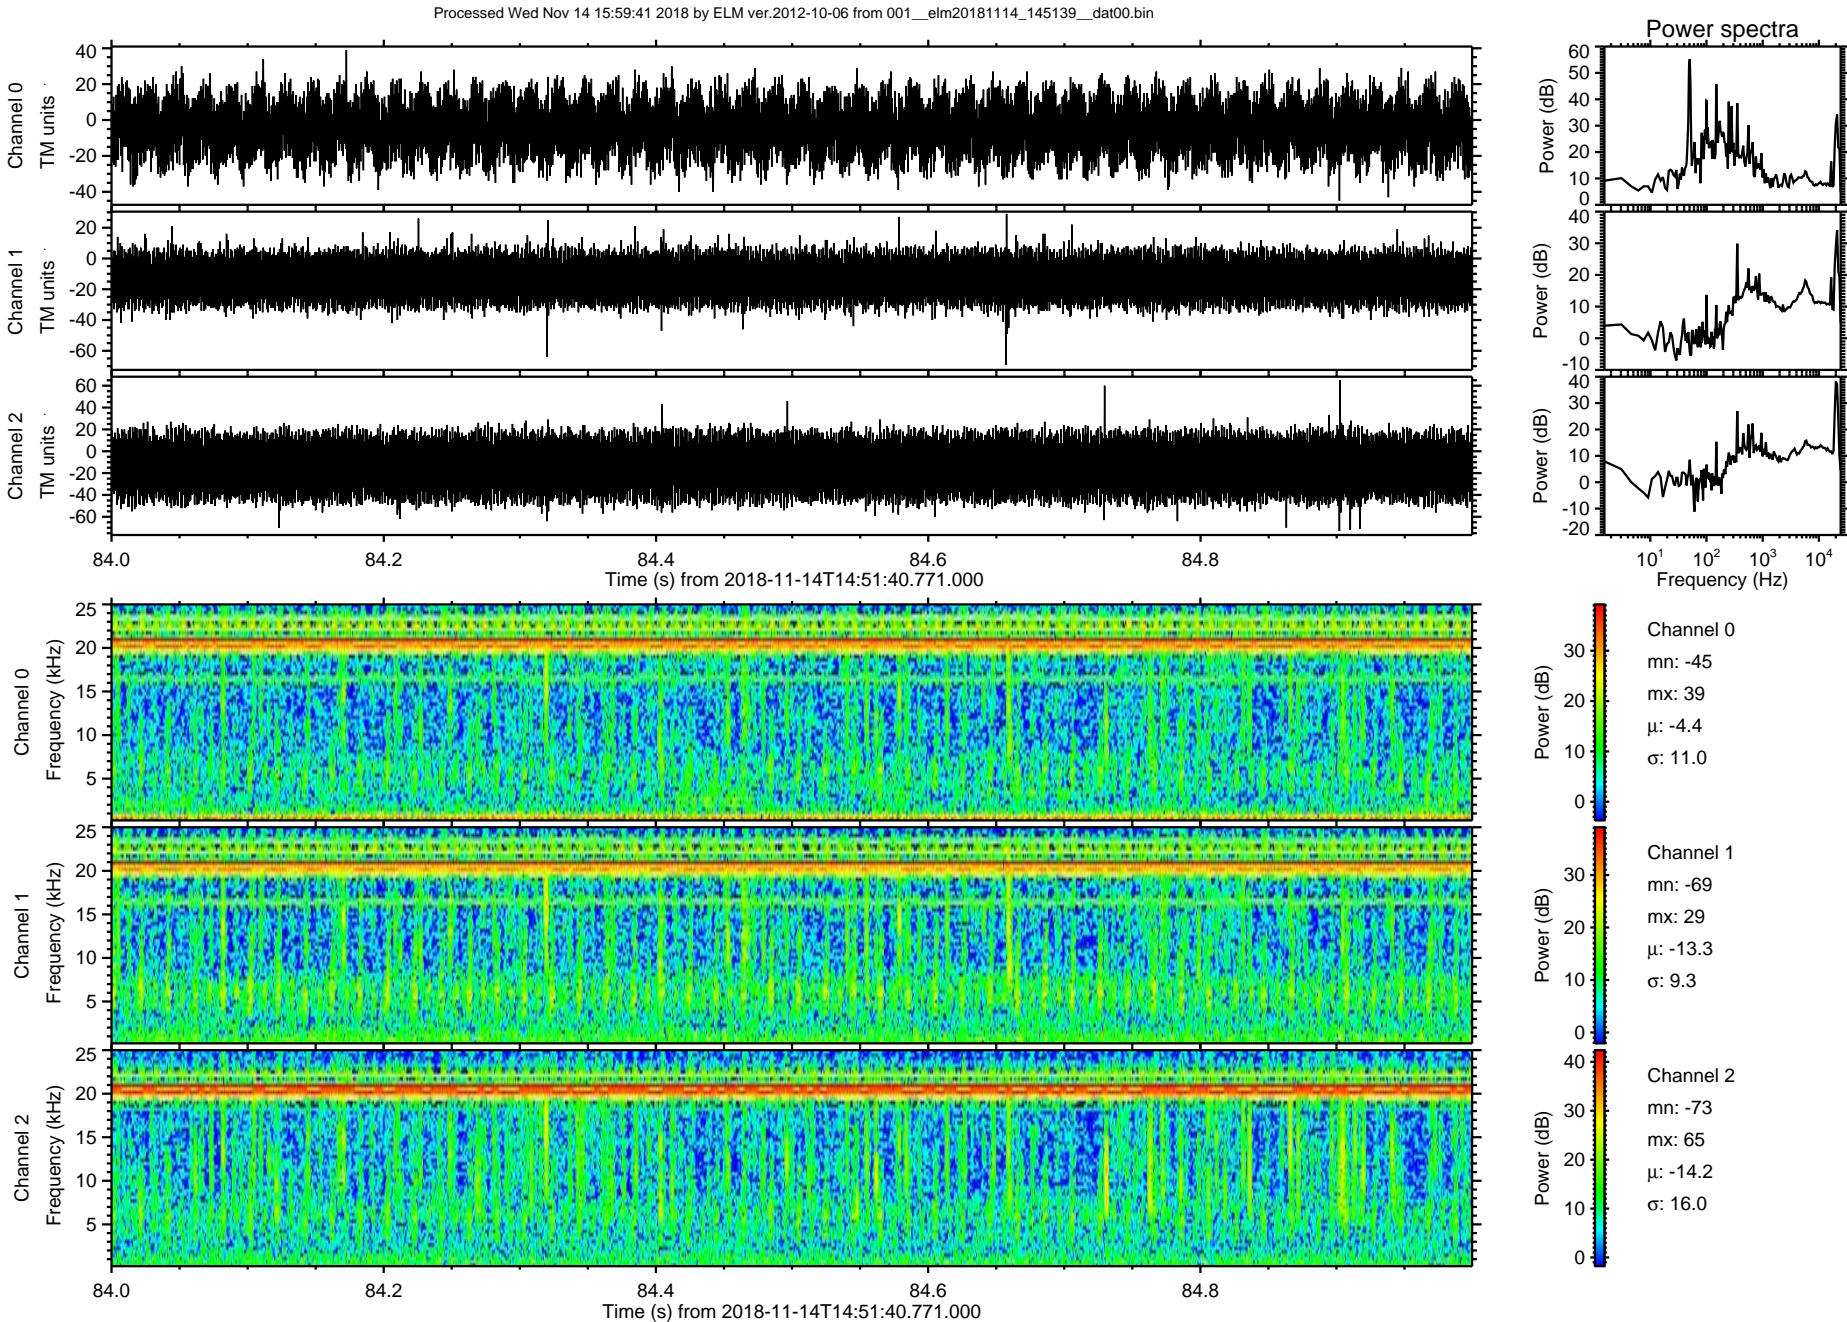 Processed Wed Nov 14 15:59:41 2018 by ELM ver.2012-10-06 from 001__elm20181114_145139__dat00.bin
Power spectra
Channel 0
TM units
40
20
0
-20
-40
Power (dB)
60
50
40
30
20
10
0
Channel 1
TM units
20
0
-20
-40
-60
Power (dB)
40
30
20
10
0
-10
Channel 2
TM units
60
40
20
0
-20
-40
-60
Power (dB)
40
30
20
10
0
-10
-20
84.0 84.2 84.4 84.6 84.8
Time (s) from 2018-11-14T14:51:40.771.000
10^1 10^2 10^3 10^4
Frequency (Hz)
Channel 0
Frequency (kHz)
25
20
15
10
5
Power (dB)
30
20
10
0
Channel 0
mn: -45
mx: 39
μ: -4.4
σ: 11.0
Channel 1
Frequency (kHz)
25
20
15
10
5
Power (dB)
30
20
10
0
Channel 1
mn: -69
mx: 29
μ: -13.3
σ: 9.3
Channel 2
Frequency (kHz)
25
20
15
10
5
Power (dB)
40
30
20
10
0
Channel 2
mn: -73
mx: 65
μ: -14.2
σ: 16.0
84.0 84.2 84.4 84.6 84.8
Time (s) from 2018-11-14T14:51:40.771.000